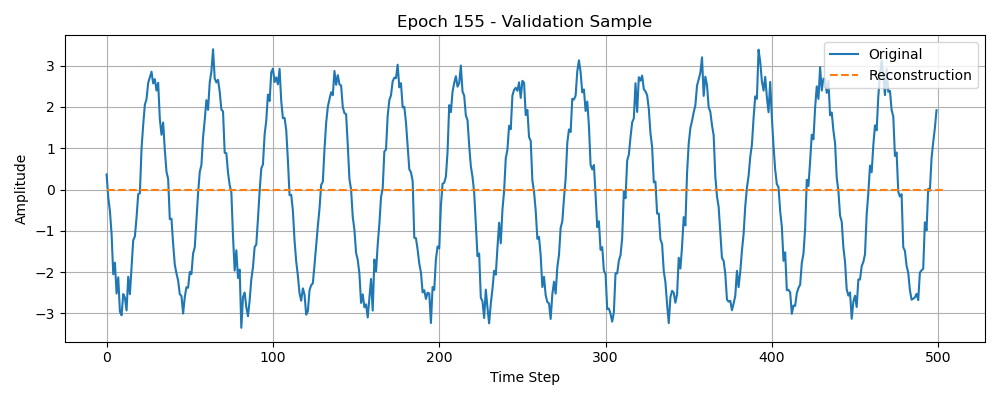 Epoch 155 - Validation Sample
Original
Reconstruction
Amplitude
3
2
1
0
−1
−2
−3
0 100 200 300 400 500
Time Step